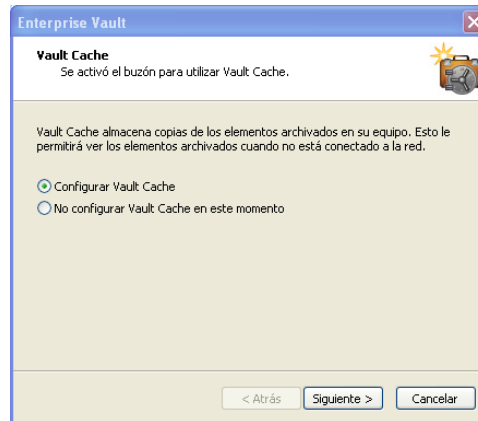 Enterprise Vault
Vault Cache
Se activó el buzón para utilizar Vault Cache.
Vault Cache almacena copias de los elementos archivados en su equipo. Esto le
permitirá ver los elementos archivados cuando no está conectado a la red.
Configurar Vault Cache
No configurar Vault Cache en este momento
< Atrás
Siguiente >
Cancelar